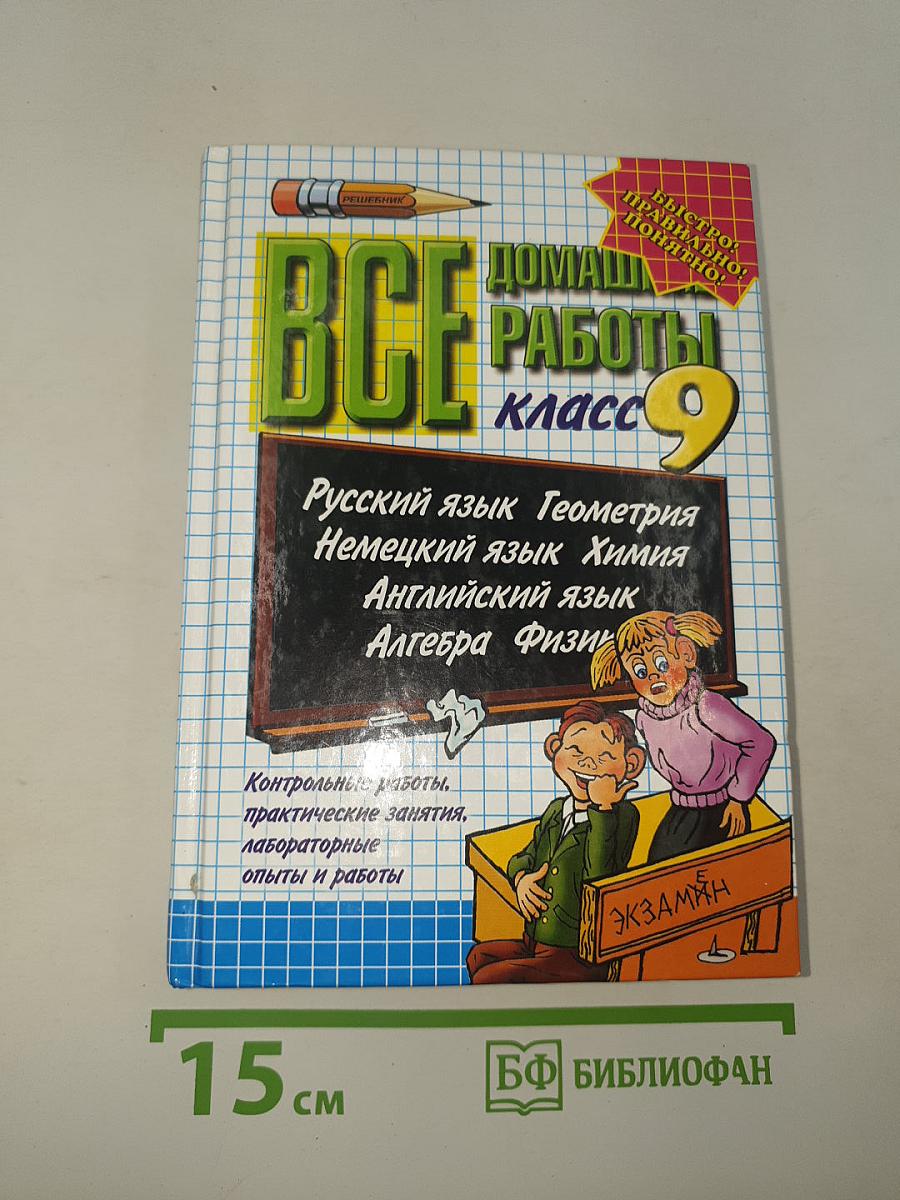 РЕШЕБНИК
БЫСТРО!
ПРАВИЛЬНО!
ПОНЯТНО!
ВСЕ
РАБОТЫ
класс 9
Русский язык Геометрия
Немецкий язык Химия
Английский язык
Алгебра
Контрольные работы,
практические занятия,
лабораторные
опыты и работы
ЭКЗАМЕН
15 см
БФ БИБЛИОФАН